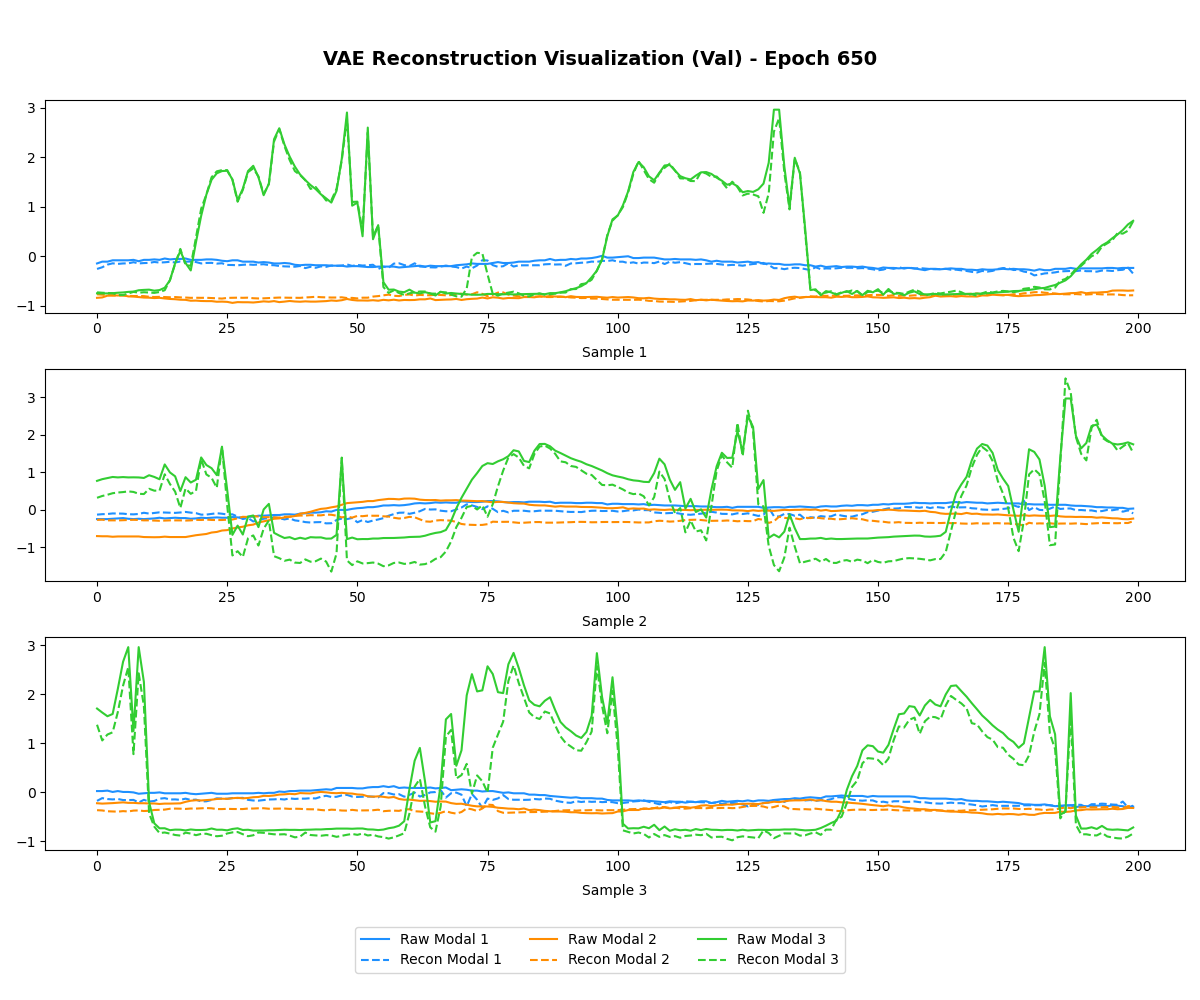 VAE Reconstruction Visualization (Val) - Epoch 650
3
2
1
0
−1
0 25 50 75 100 125 150 175 200
Sample 1
3
2
1
0
−1
0 25 50 75 100 125 150 175 200
Sample 2
3
2
1
0
−1
0 25 50 75 100 125 150 175 200
Sample 3
Raw Modal 1 Raw Modal 2 Raw Modal 3
Recon Modal 1 Recon Modal 2 Recon Modal 3